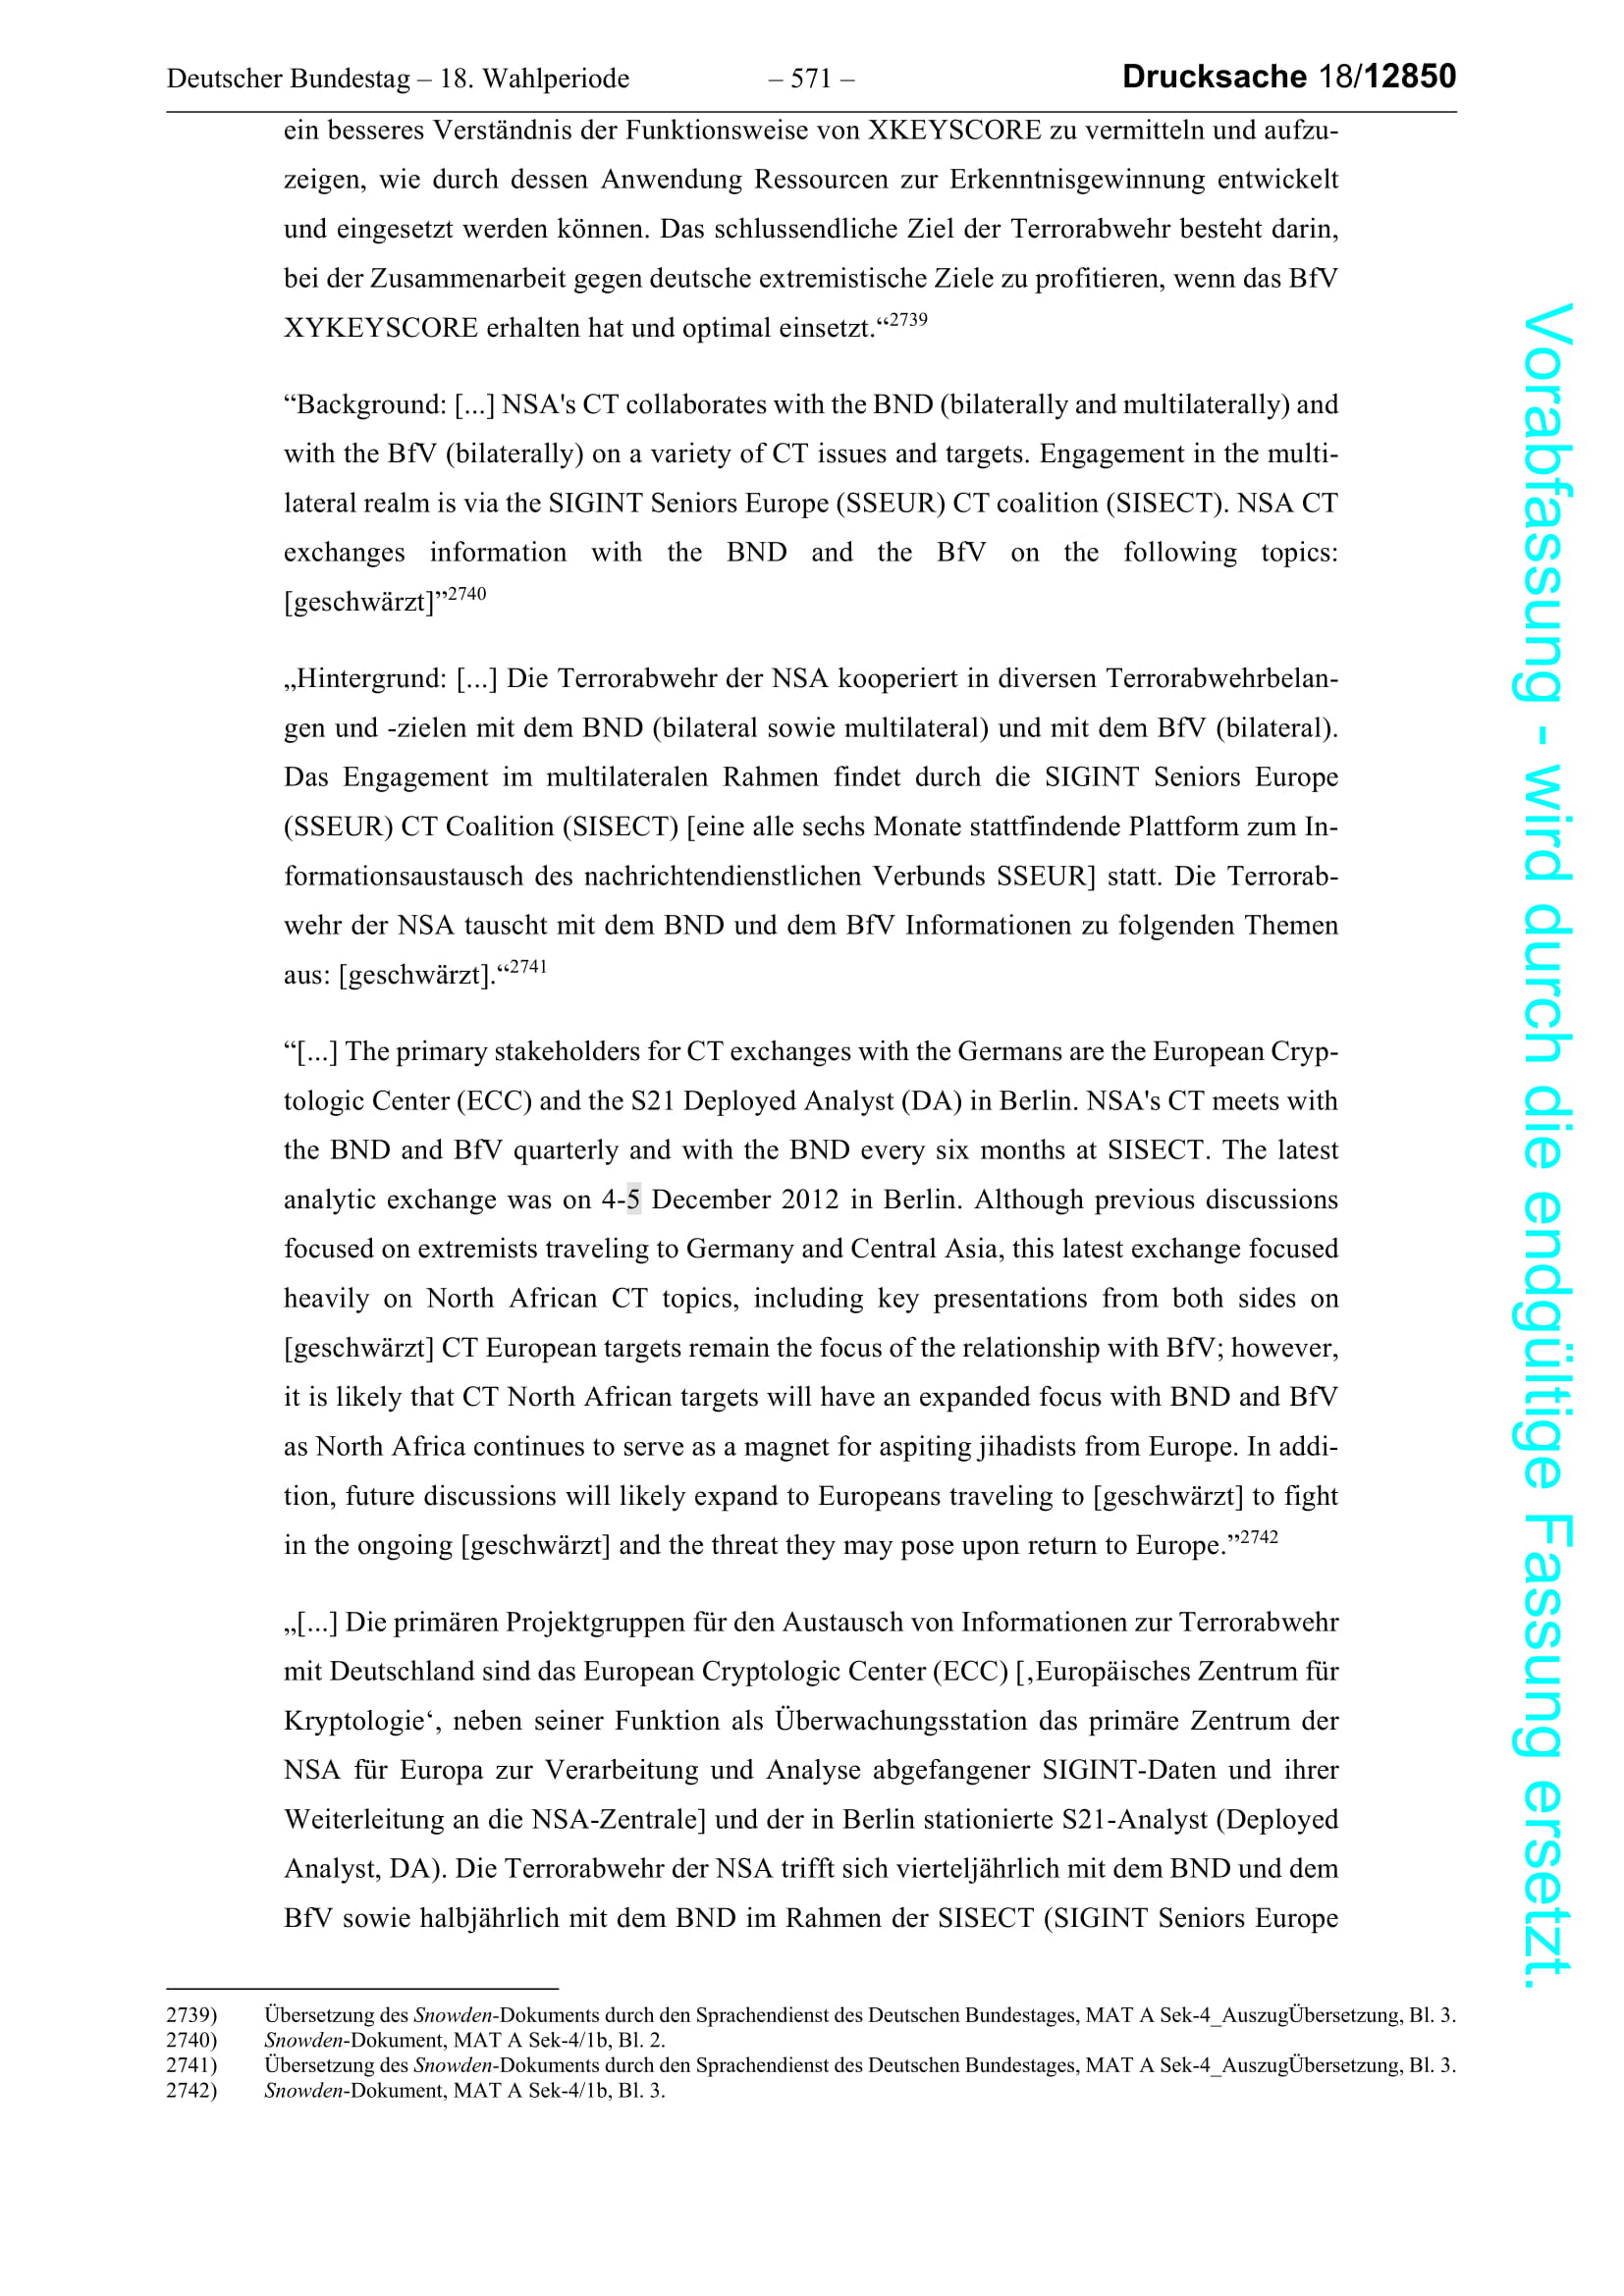 Deutscher Bundestag – 18. Wahlperiode – 571 – Drucksache 18/12850
ein besseres Verständnis der Funktionsweise von XKEYSCORE zu vermitteln und aufzu-
zeigen, wie durch dessen Anwendung Ressourcen zur Erkenntnisgewinnung entwickelt
und eingesetzt werden können. Das schlussendliche Ziel der Terrorabwehr besteht darin,
bei der Zusammenarbeit gegen deutsche extremistische Ziele zu profitieren, wenn das BfV
XYKEYSCORE erhalten hat und optimal einsetzt.“2739
“Background: [...] NSA's CT collaborates with the BND (bilaterally and multilaterally) and
with the BfV (bilaterally) on a variety of CT issues and targets. Engagement in the multi-
lateral realm is via the SIGINT Seniors Europe (SSEUR) CT coalition (SISECT). NSA CT
exchanges information with the BND and the BfV on the following topics:
[geschwärzt]”2740
„Hintergrund: [...] Die Terrorabwehr der NSA kooperiert in diversen Terrorabwehrbelan-
gen und -zielen mit dem BND (bilateral sowie multilateral) und mit dem BfV (bilateral).
Das Engagement im multilateralen Rahmen findet durch die SIGINT Seniors Europe
(SSEUR) CT Coalition (SISECT) [eine alle sechs Monate stattfindende Plattform zum In-
formationsaustausch des nachrichtendienstlichen Verbunds SSEUR] statt. Die Terrorab-
wehr der NSA tauscht mit dem BND und dem BfV Informationen zu folgenden Themen
aus: [geschwärzt].“2741
“[...] The primary stakeholders for CT exchanges with the Germans are the European Cryp-
tologic Center (ECC) and the S21 Deployed Analyst (DA) in Berlin. NSA's CT meets with
the BND and BfV quarterly and with the BND every six months at SISECT. The latest
analytic exchange was on 4-5 December 2012 in Berlin. Although previous discussions
focused on extremists traveling to Germany and Central Asia, this latest exchange focused
heavily on North African CT topics, including key presentations from both sides on
[geschwärzt] CT European targets remain the focus of the relationship with BfV; however,
it is likely that CT North African targets will have an expanded focus with BND and BfV
as North Africa continues to serve as a magnet for aspiting jihadists from Europe. In addi-
tion, future discussions will likely expand to Europeans traveling to [geschwärzt] to fight
in the ongoing [geschwärzt] and the threat they may pose upon return to Europe.”2742
„[...] Die primären Projektgruppen für den Austausch von Informationen zur Terrorabwehr
mit Deutschland sind das European Cryptologic Center (ECC) [‚Europäisches Zentrum für
Kryptologie‘, neben seiner Funktion als Überwachungsstation das primäre Zentrum der
NSA für Europa zur Verarbeitung und Analyse abgefangener SIGINT-Daten und ihrer
Weiterleitung an die NSA-Zentrale] und der in Berlin stationierte S21-Analyst (Deployed
Analyst, DA). Die Terrorabwehr der NSA trifft sich vierteljährlich mit dem BND und dem
BfV sowie halbjährlich mit dem BND im Rahmen der SISECT (SIGINT Seniors Europe
2739) Übersetzung des Snowden-Dokuments durch den Sprachendienst des Deutschen Bundestages, MAT A Sek-4_AuszugÜbersetzung, Bl. 3.
2740) Snowden-Dokument, MAT A Sek-4/1b, Bl. 2.
2741) Übersetzung des Snowden-Dokuments durch den Sprachendienst des Deutschen Bundestages, MAT A Sek-4_AuszugÜbersetzung, Bl. 3.
2742) Snowden-Dokument, MAT A Sek-4/1b, Bl. 3.
Vorabfassung - wird durch die endgültige Fassung ersetzt.